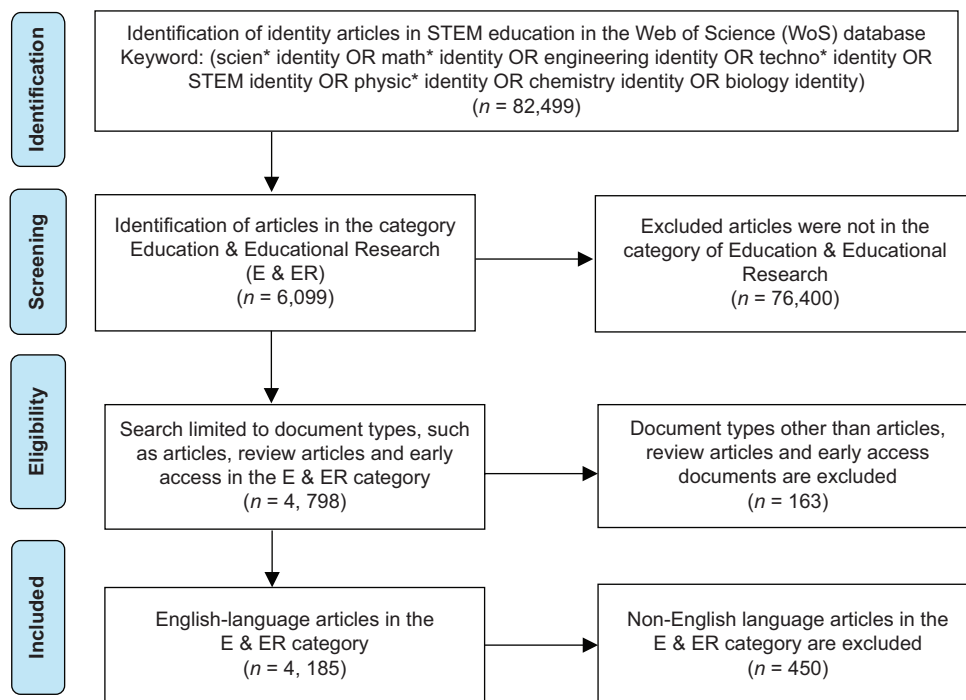 Identification
Identification of identity articles in STEM education in the Web of Science (WoS) database
Keyword: (scien* identity OR math* identity OR engineering identity OR techno* identity OR
STEM identity OR physic* identity OR chemistry identity OR biology identity)
(n = 82,499)
Screening
Identification of articles in the category
Education & Educational Research
(E & ER)
(n = 6,099)
Excluded articles were not in the
category of Education & Educational
Research
(n = 76,400)
Eligibility
Search limited to document types, such
as articles, review articles and early
access in the E & ER category
(n = 4, 798)
Document types other than articles,
review articles and early access
documents are excluded
(n = 163)
Included
English-language articles in the
E & ER category
(n = 4, 185)
Non-English language articles in the
E & ER category are excluded
(n = 450)